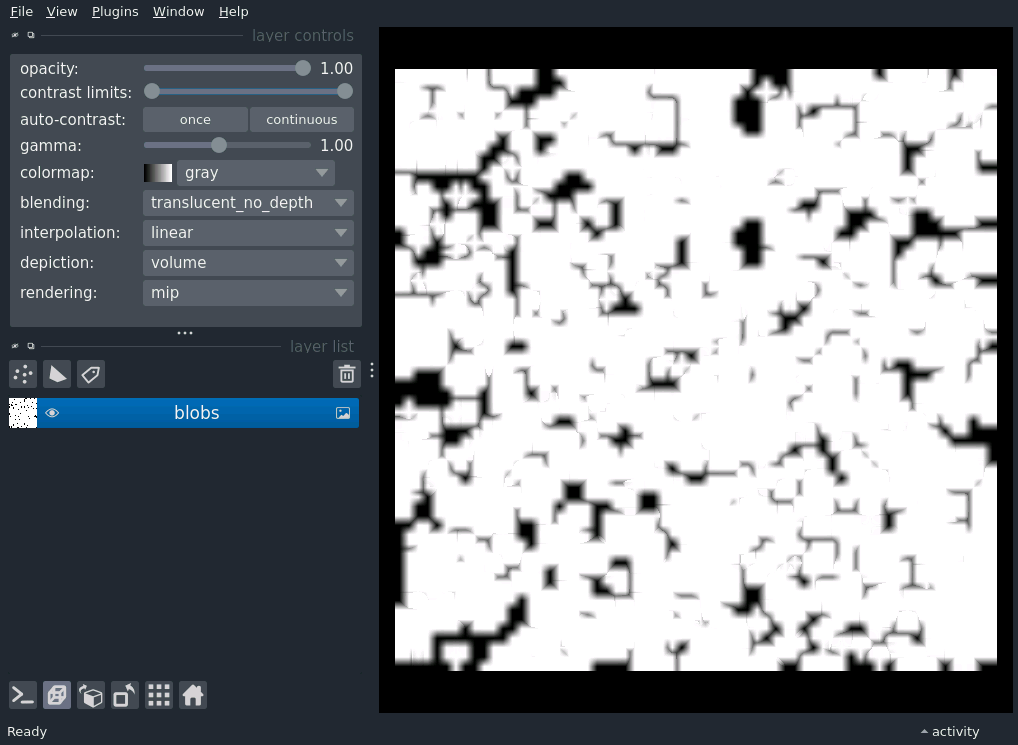 File View Plugins Window Help
layer controls
opacity: 1.00
contrast limits:
auto-contrast: once continuous
gamma: 1.00
colormap: gray
blending: translucent_no_depth
interpolation: linear
depiction: volume
rendering: mip
layer list
blobs
Ready activity